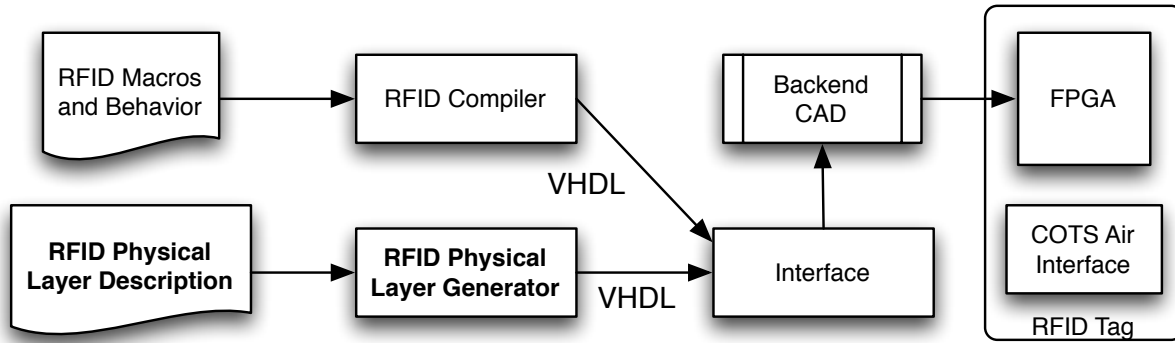 RFID Macros
and Behavior
RFID Compiler
Backend
CAD
FPGA
VHDL
RFID Physical
Layer Description
RFID Physical
Layer Generator
VHDL
Interface
COTS Air
Interface
RFID Tag